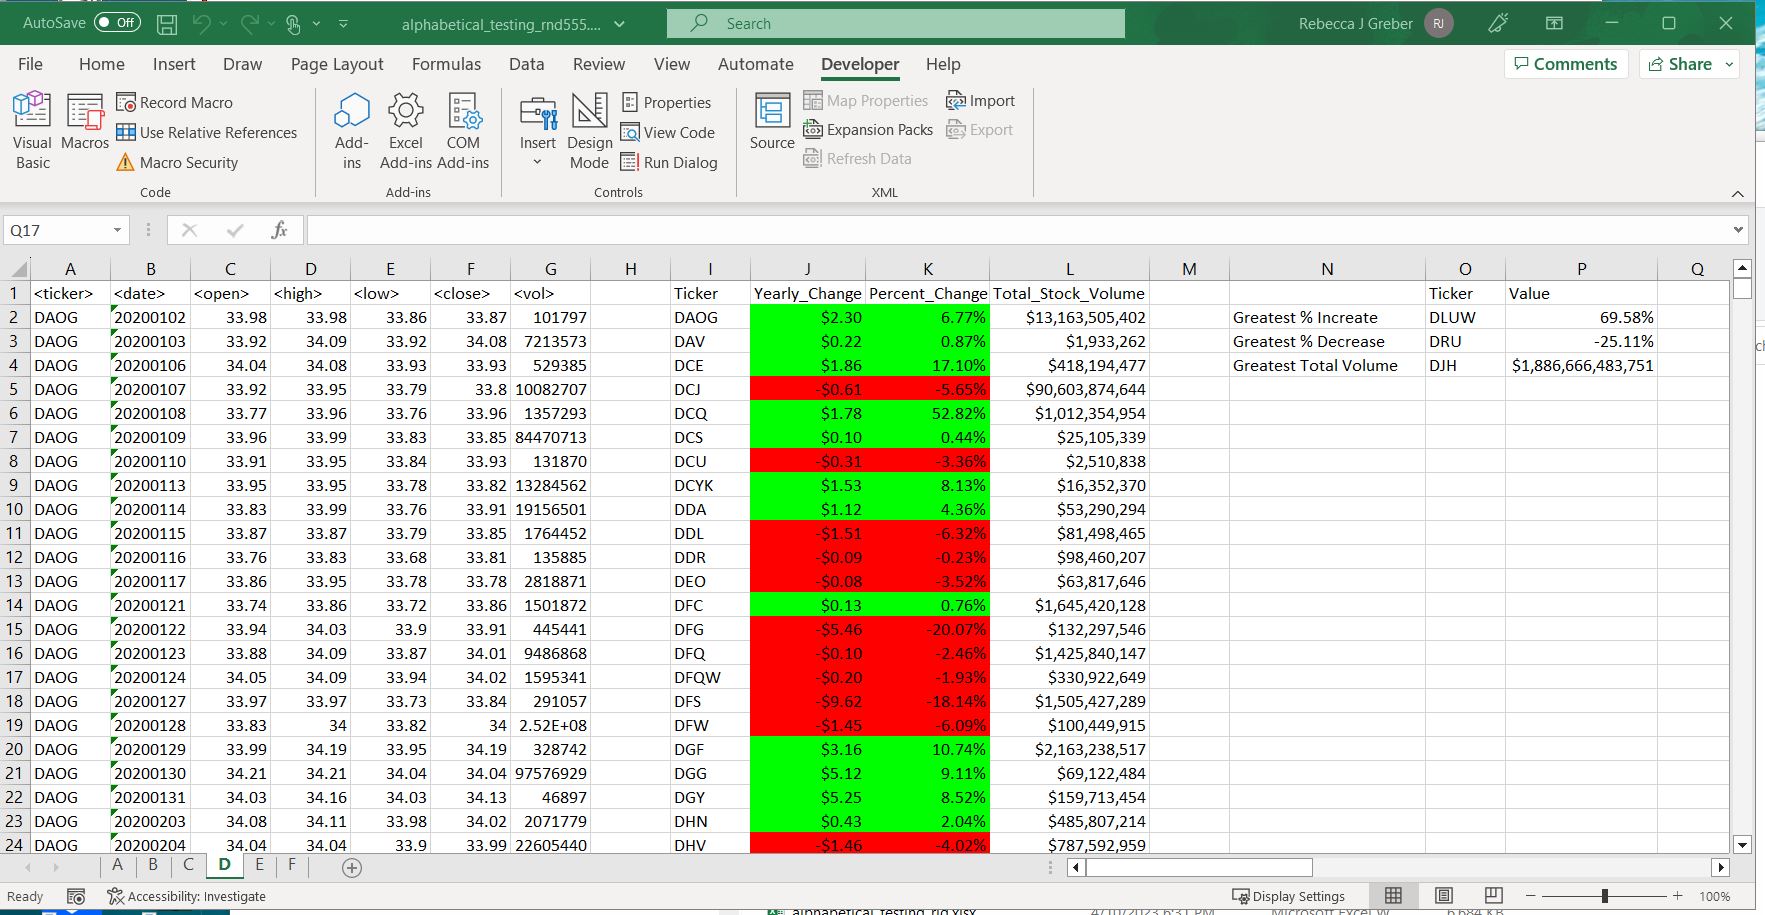 AutoSave Off alphabetical_testing_rnd555.... Search Rebecca J Greber RJ
File Home Insert Draw Page Layout Formulas Data Review View Automate Developer Help Comments Share
Visual Basic Macros Record Macro Use Relative References Macro Security Code
Add-ins Excel Add-ins COM Add-ins Add-ins
Insert Design Mode Properties View Code Run Dialog Controls
Source Map Properties Expansion Packs Refresh Data Import Export XML
Q17 fx
A B C D E F G H I J K L M N O P Q
1 <ticker> <date> <open> <high> <low> <close> <vol> Ticker Yearly_Change Percent_Change Total_Stock_Volume Ticker Value
2 DAOG 20200102 33.98 33.98 33.86 33.87 101797 DAOG $2.30 6.77% $13,163,505,402 Greatest % Increate DLUW 69.58%
3 DAOG 20200103 33.92 34.09 33.92 34.08 7213573 DAV $0.22 0.87% $1,933,262 Greatest % Decrease DRU -25.11%
4 DAOG 20200106 34.04 34.08 33.93 33.93 529385 DCE $1.86 17.10% $418,194,477 Greatest Total Volume DJH $1,886,666,483,751
5 DAOG 20200107 33.92 33.95 33.79 33.8 10082707 DCJ -$0.61 -5.65% $90,603,874,644
6 DAOG 20200108 33.77 33.96 33.76 33.96 1357293 DCQ $1.78 52.82% $1,012,354,954
7 DAOG 20200109 33.96 33.99 33.83 33.85 84470713 DCS $0.10 0.44% $25,105,339
8 DAOG 20200110 33.91 33.95 33.84 33.93 131870 DCU -$0.31 -3.36% $2,510,838
9 DAOG 20200113 33.95 33.95 33.78 33.82 13284562 DCYK $1.53 8.13% $16,352,370
10 DAOG 20200114 33.83 33.99 33.76 33.91 19156501 DDA $1.12 4.36% $53,290,294
11 DAOG 20200115 33.87 33.87 33.79 33.85 1764452 DDL -$1.51 -6.32% $81,498,465
12 DAOG 20200116 33.76 33.83 33.68 33.81 135885 DDR -$0.09 -0.23% $98,460,207
13 DAOG 20200117 33.86 33.95 33.78 33.78 2818871 DEO -$0.08 -3.52% $63,817,646
14 DAOG 20200121 33.74 33.86 33.72 33.86 1501872 DFC $0.13 0.76% $1,645,420,128
15 DAOG 20200122 33.94 34.03 33.9 33.91 445441 DFG -$5.46 -20.07% $132,297,546
16 DAOG 20200123 33.88 34.09 33.87 34.01 9486868 DFQ -$0.10 -2.46% $1,425,840,147
17 DAOG 20200124 34.05 34.09 33.94 34.02 1595341 DFQW -$0.20 -1.93% $330,922,649
18 DAOG 20200127 33.97 33.97 33.73 33.84 291057 DFS -$9.62 -18.14% $1,505,427,289
19 DAOG 20200128 33.83 34 33.82 34 2.52E+08 DFW -$1.45 -6.09% $100,449,915
20 DAOG 20200129 33.99 34.19 33.95 34.19 328742 DGF $3.16 10.74% $2,163,238,517
21 DAOG 20200130 34.21 34.21 34.04 34.04 97576929 DGG $5.12 9.11% $69,122,484
22 DAOG 20200131 34.03 34.16 34.03 34.13 46897 DGY $5.25 8.52% $159,713,454
23 DAOG 20200203 34.08 34.11 33.98 34.02 2071779 DHN $0.43 2.04% $485,807,214
24 DAOG 20200204 34.04 34.04 33.9 33.99 22605440 DHV -$1.46 -4.02% $787,592,959
A B C D E F
Ready Accessibility: Investigate Display Settings 100%